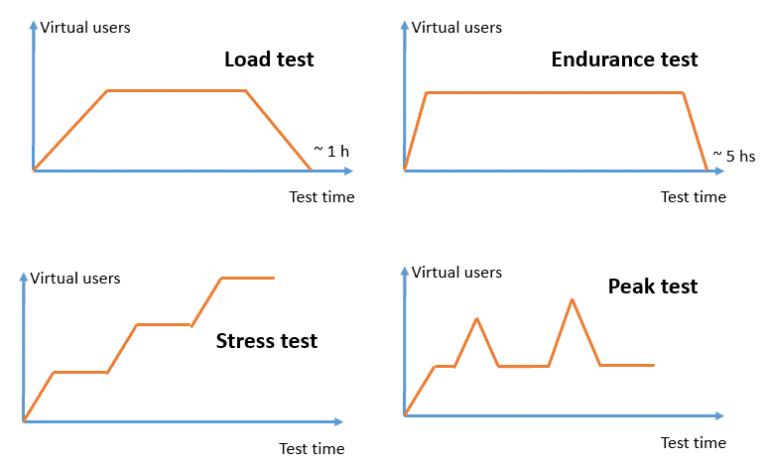 Virtual users
Load test
~ 1 h
Test time
Virtual users
Endurance test
~ 5 hs
Test time
Virtual users
Stress test
Test time
Virtual users
Peak test
Test time